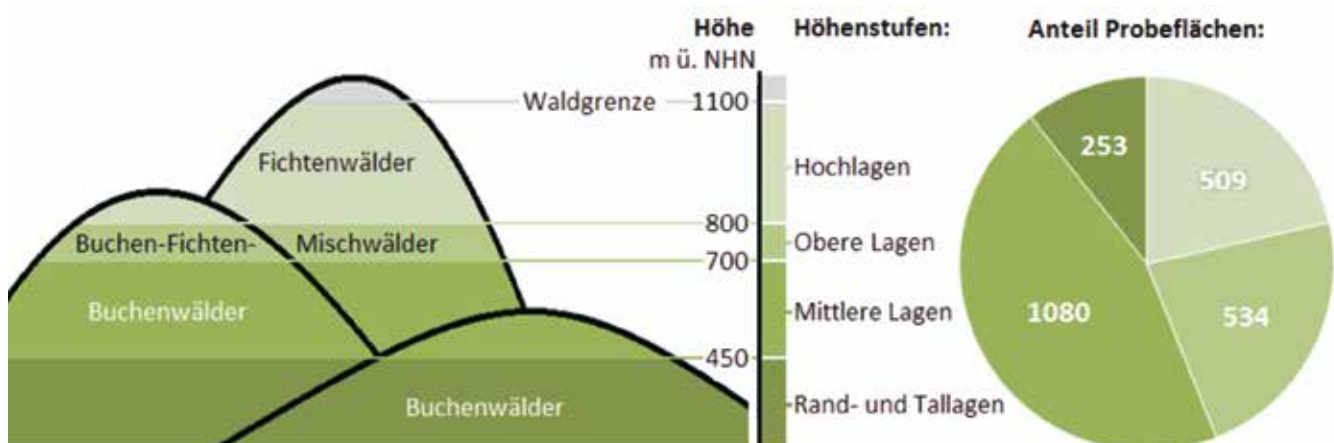 Höhe
m ü. NHN
Höhenstufen:
Anteil Probeflächen:
Waldgrenze
1100
Fichtenwälder
Hochlagen
800
Buchen-Fichten-
Mischwälder
Obere Lagen
700
Buchenwälder
Mittlere Lagen
450
Buchenwälder
Rand- und Tallagen
253
509
1080
534